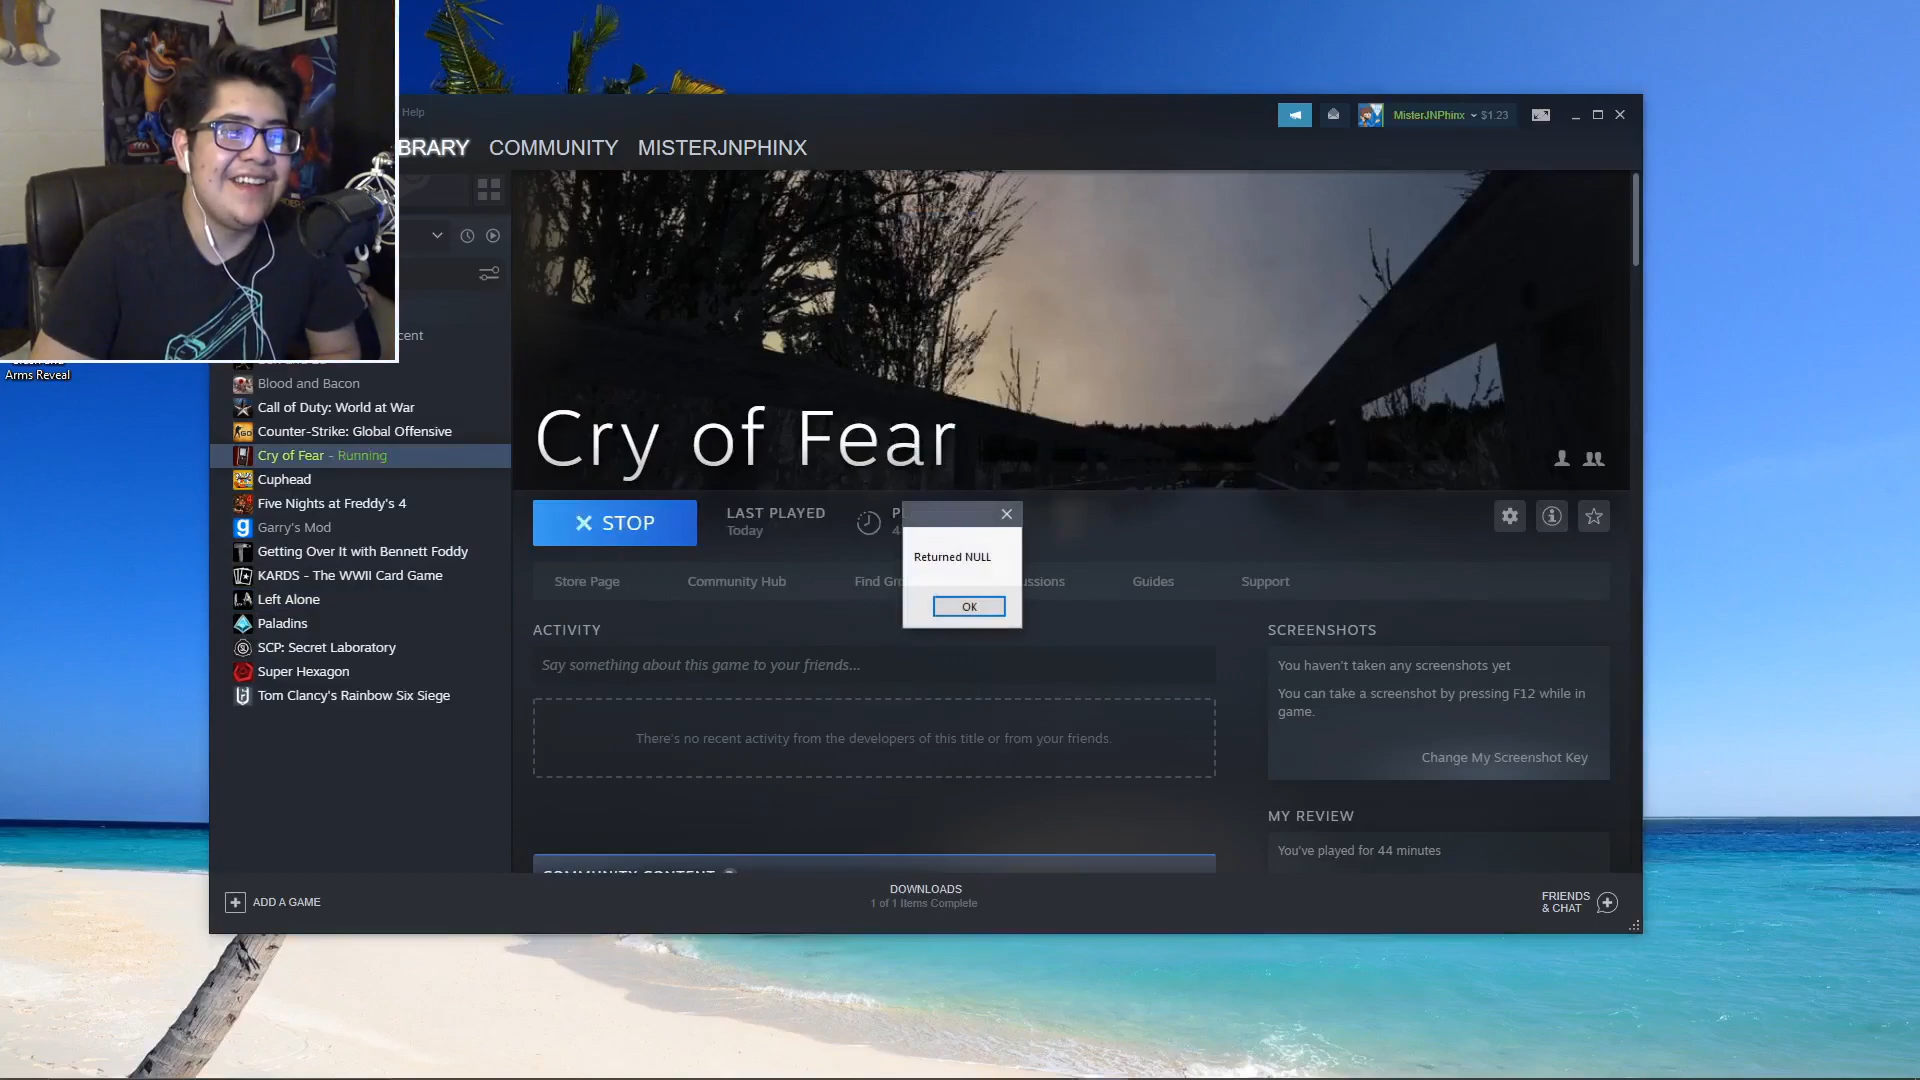 Help
MISTERJNPHINX
$1.23
BRARY
COMMUNITY
MISTERJNPHINX
cent
Arms Reveal
Blood and Bacon
Call of Duty: World at War
Counter-Strike: Global Offensive
Cry of Fear - Running
Cuphead
Five Nights at Freddy's 4
Garry's Mod
Getting Over It with Bennett Foddy
KARDS - The WWII Card Game
Left Alone
Paladins
SCP: Secret Laboratory
Super Hexagon
Tom Clancy's Rainbow Six Siege
Cry of Fear
STOP
LAST PLAYED
Today
Returned NULL
OK
Store Page
Community Hub
Find Gr
ussions
Guides
Support
ACTIVITY
Say something about this game to your friends...
There's no recent activity from the developers of this title or from your friends.
SCREENSHOTS
You haven't taken any screenshots yet
You can take a screenshot by pressing F12 while in
game.
Change My Screenshot Key
MY REVIEW
You've played for 44 minutes
ADD A GAME
DOWNLOADS
1 of 1 Items Complete
FRIENDS
& CHAT